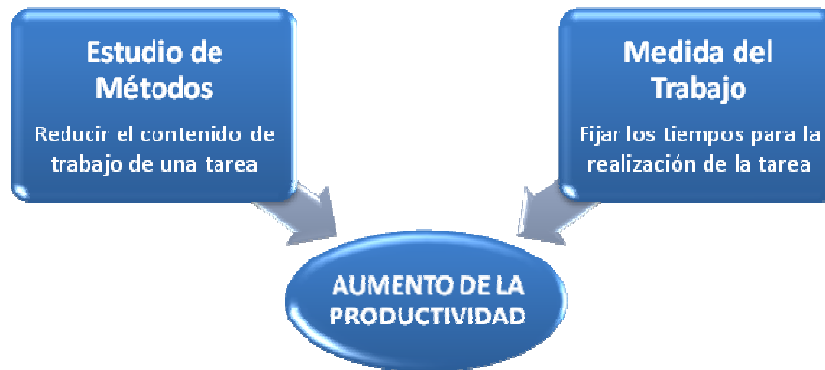 Estudio de
Métodos
Reducir el contenido de
trabajo de una tarea
Medida del
Trabajo
Fijar los tiempos para la
realización de la tarea
AUMENTO DE LA
PRODUCTIVIDAD